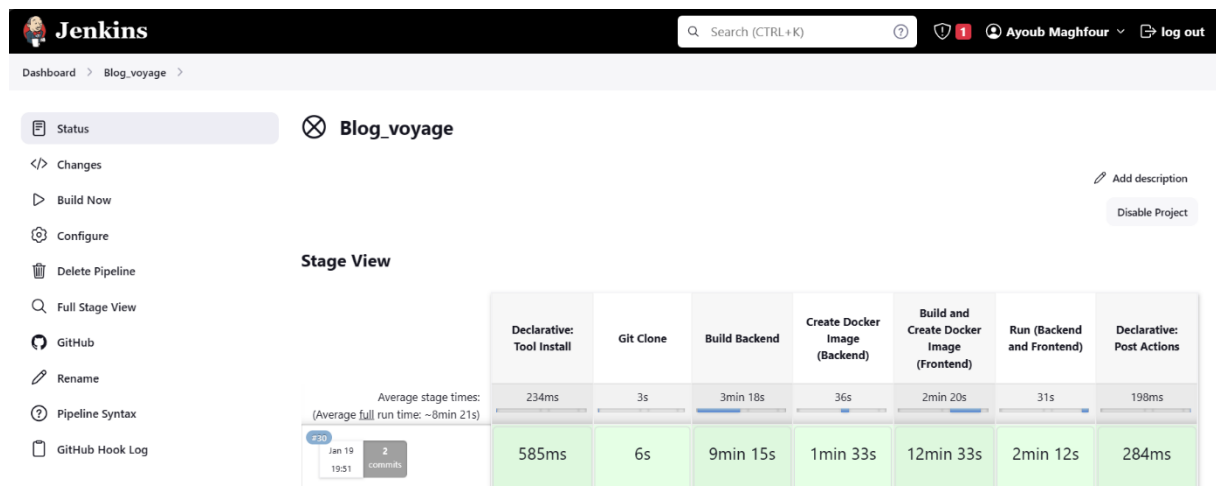 Jenkins
Search (CTRL+K)
1
Ayoub Maghfour
log out
Dashboard > Blog_voyage >
Status
Changes
Build Now
Configure
Delete Pipeline
Full Stage View
GitHub
Rename
Pipeline Syntax
GitHub Hook Log
Blog_voyage
Add description
Disable Project
Stage View
Declarative:
Tool Install
Git Clone
Build Backend
Create Docker
Image
(Backend)
Build and
Create Docker
Image
(Frontend)
Run (Backend
and Frontend)
Declarative:
Post Actions
Average stage times:
(Average full run time: ~8min 21s)
234ms
3s
3min 18s
36s
2min 20s
31s
198ms
#30
Jan 19
19:51
2
commits
585ms
6s
9min 15s
1min 33s
12min 33s
2min 12s
284ms